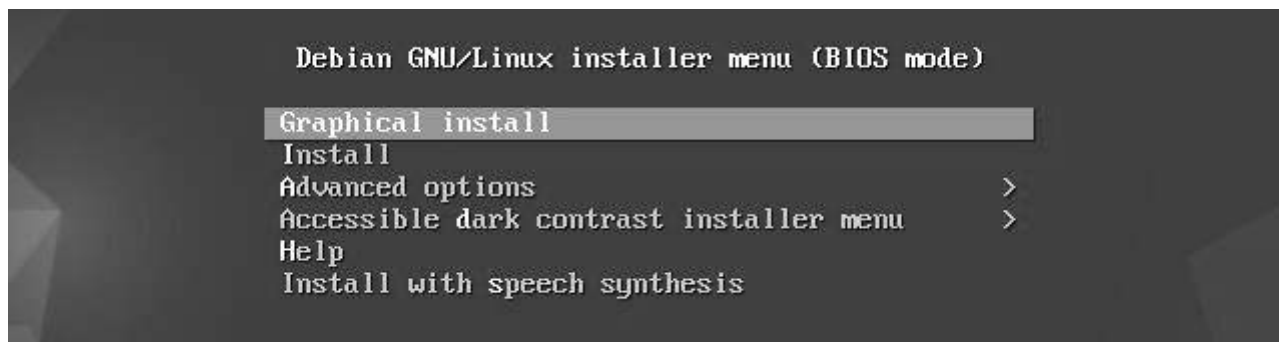 Debian GNU/Linux installer menu (BIOS mode)
Graphical install
Install
Advanced options >
Accessible dark contrast installer menu >
Help
Install with speech synthesis